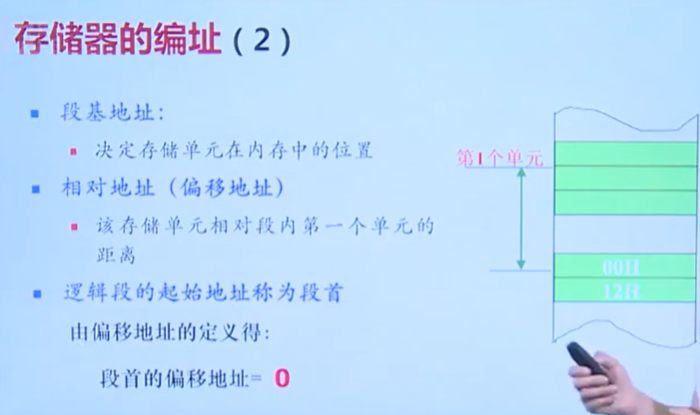 存储器的编址（2）
段基地址：
决定存储单元在内存中的位置
相对地址（偏移地址）
该存储单元相对段内第一个单元的
距离
逻辑段的起始地址称为段首
由偏移地址的定义得：
段首的偏移地址= 0
第1个单元
00H
12H